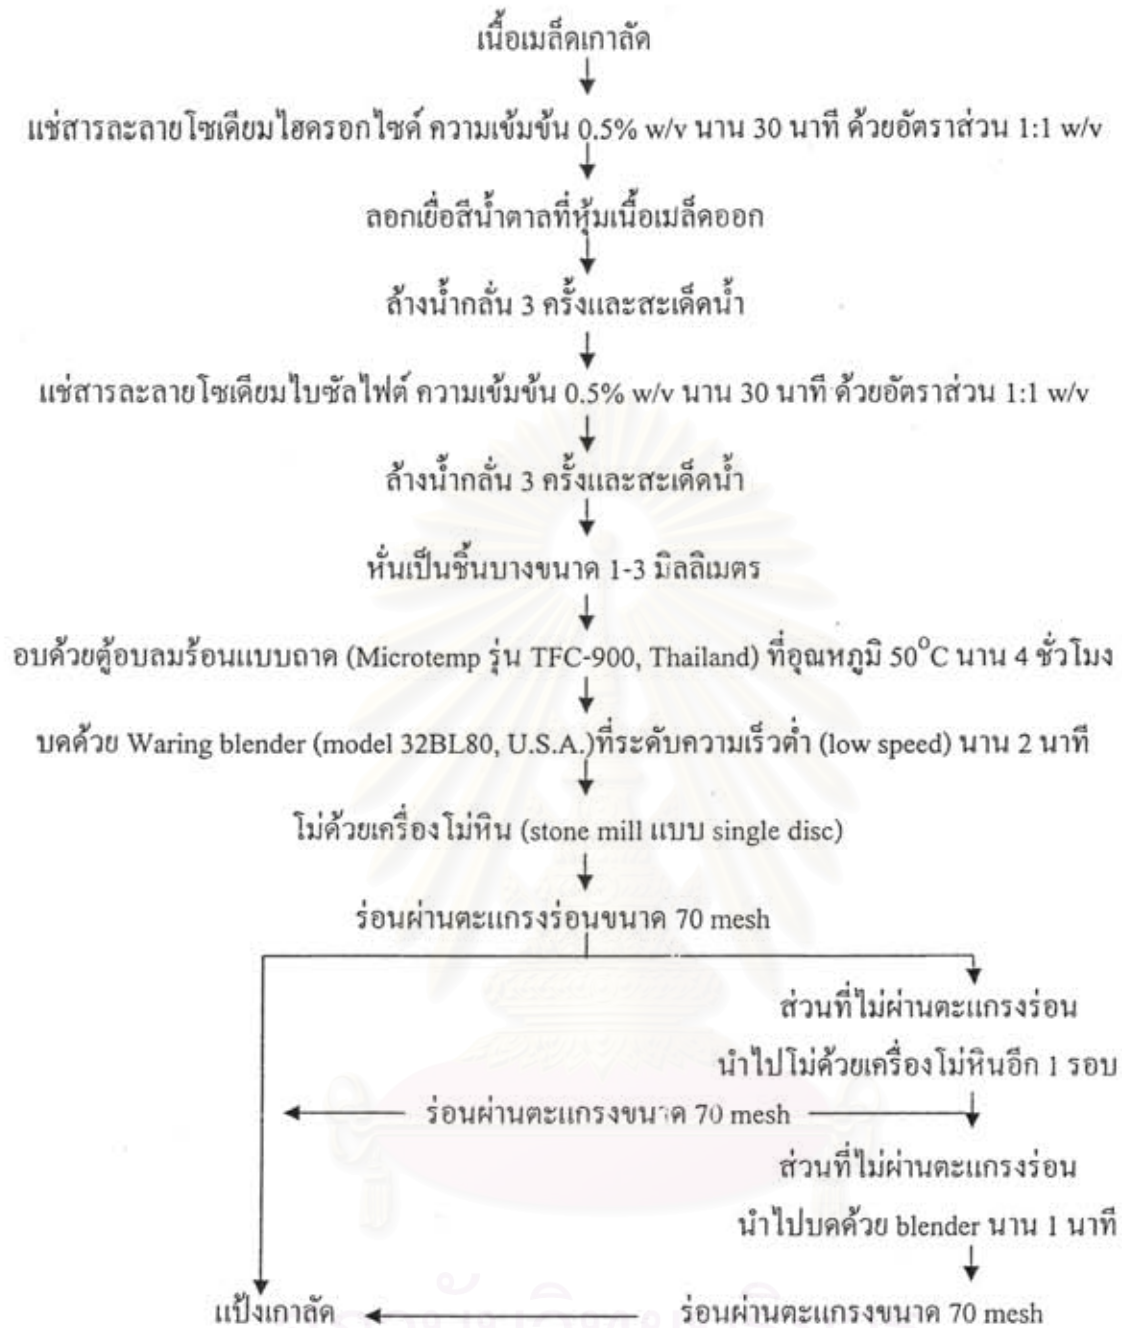 เนื้อเมล็ดเกาลัด
แช่สารละลายโซเดียมไฮดรอกไซด์ ความเข้มข้น 0.5% w/v นาน 30 นาที ด้วยอัตราส่วน 1:1 w/v
ลอกเยื่อสีน้ำตาลที่หุ้มเนื้อเมล็ดออก
ล้างน้ำกลั่น 3 ครั้งและสะเด็ดน้ำ
แช่สารละลายโซเดียมไบซัลไฟต์ ความเข้มข้น 0.5% w/v นาน 30 นาที ด้วยอัตราส่วน 1:1 w/v
ล้างน้ำกลั่น 3 ครั้งและสะเด็ดน้ำ
หั่นเป็นชิ้นบางขนาด 1-3 มิลลิเมตร
อบด้วยตู้อบลมร้อนแบบถาด (Microtemp รุ่น TFC-900, Thailand) ที่อุณหภูมิ 50°C นาน 4 ชั่วโมง
บดด้วย Waring blender (model 32BL80, U.S.A.)ที่ระดับความเร็วต่ำ (low speed) นาน 2 นาที
โม่ด้วยเครื่องโม่หิน (stone mill แบบ single disc)
ร่อนผ่านตะแกรงร่อนขนาด 70 mesh
ส่วนที่ไม่ผ่านตะแกรงร่อน
นำไปโม่ด้วยเครื่องโม่หินอีก 1 รอบ
ร่อนผ่านตะแกรงขนาด 70 mesh
ส่วนที่ไม่ผ่านตะแกรงร่อน
นำไปบดด้วย blender นาน 1 นาที
แป้งเกาลัด
ร่อนผ่านตะแกรงขนาด 70 mesh